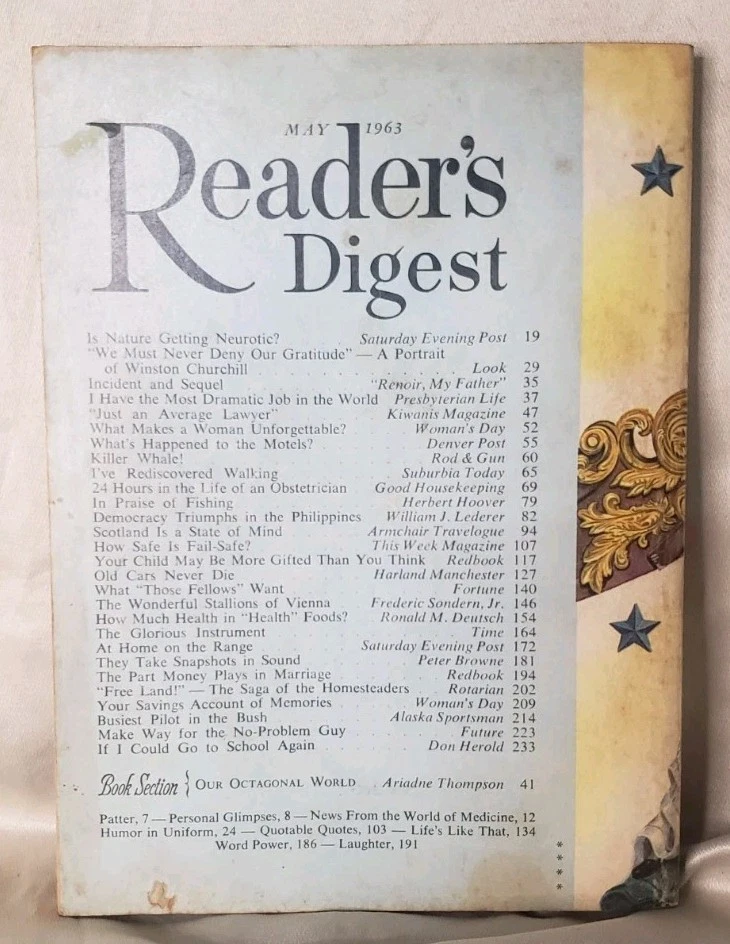 MAY 1963
Reader's
Digest
Is Nature Getting Neurotic? . . . Saturday Evening Post 19
"We Must Never Deny Our Gratitude" — A Portrait
of Winston Churchill . . . . . . . . . . Look 29
Incident and Sequel . . . "Renoir, My Father" 35
I Have the Most Dramatic Job in the World Presbyterian Life 37
"Just an Average Lawyer" . . . Kiwanis Magazine 47
What Makes a Woman Unforgettable? . . . Woman's Day 52
What's Happened to the Motels? . . . Denver Post 55
Killer Whale! . . . Rod & Gun 60
I've Rediscovered Walking . . . Suburbia Today 65
24 Hours in the Life of an Obstetrician . Good Housekeeping 69
In Praise of Fishing . . . Herbert Hoover 79
Democracy Triumphs in the Philippines . William J. Lederer 82
Scotland Is a State of Mind . . . Armchair Travelogue 94
How Safe Is Fail-Safe? . . . This Week Magazine 107
Your Child May Be More Gifted Than You Think Redbook 117
Old Cars Never Die . . . Harland Manchester 127
What "Those Fellows" Want . . . Fortune 140
The Wonderful Stallions of Vienna . Frederic Sondern, Jr. 146
How Much Health in "Health" Foods? . Ronald M. Deutsch 154
The Glorious Instrument . . . Time 164
At Home on the Range . . . Saturday Evening Post 172
They Take Snapshots in Sound . . . Peter Browne 181
The Part Money Plays in Marriage . . . Redbook 194
"Free Land!" — The Saga of the Homesteaders . Rotarian 202
Your Savings Account of Memories . . . Woman's Day 209
Busiest Pilot in the Bush . . . Alaska Sportsman 214
Make Way for the No-Problem Guy . . . Future 223
If I Could Go to School Again . . . Don Herold 233
Book Section } OUR OCTAGONAL WORLD . Ariadne Thompson 41
Patter, 7 — Personal Glimpses, 8 — News From the World of Medicine, 12
Humor in Uniform, 24 — Quotable Quotes, 103 — Life's Like That, 134
Word Power, 186 — Laughter, 191
* * * *